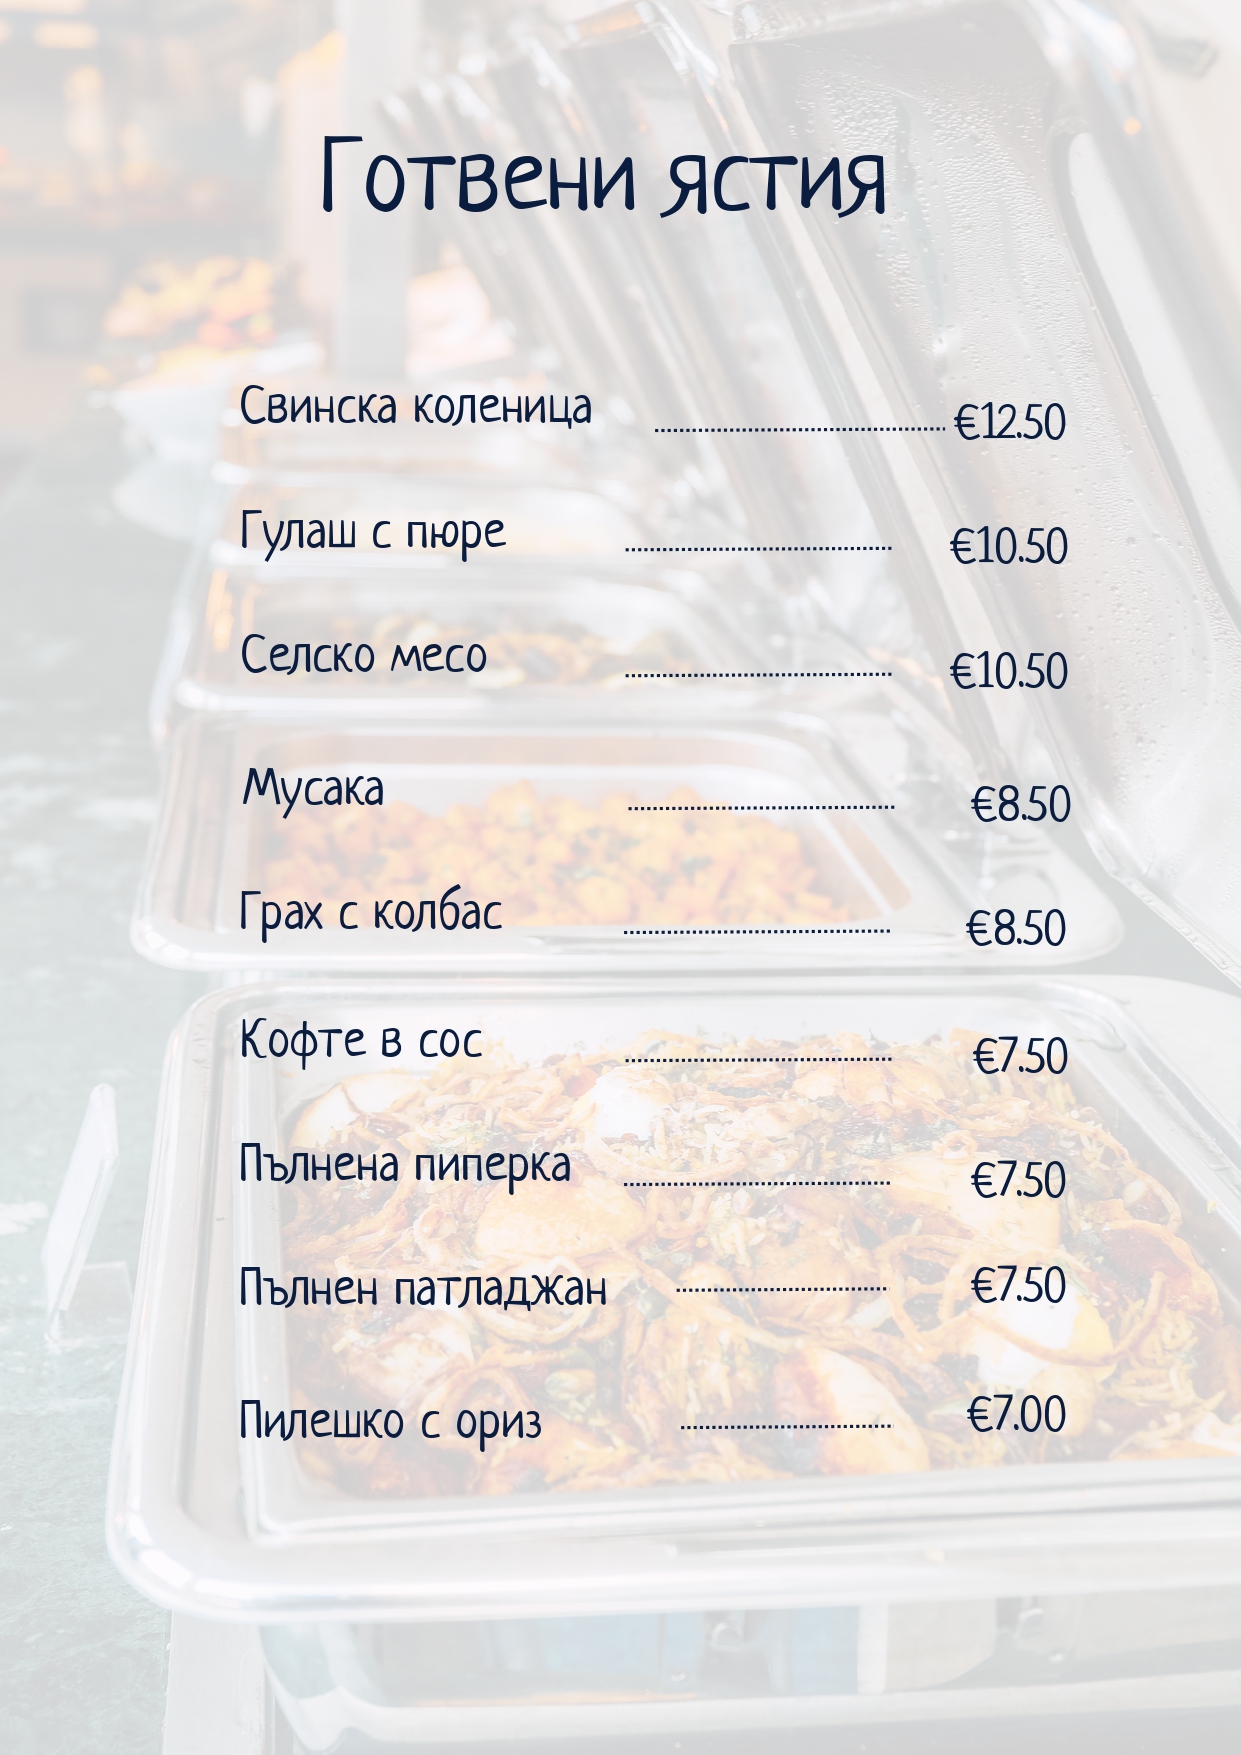 Готвени ястия
Свинска коленица ........ €12.50
Гулаш с пюре ........ €10.50
Селско месо ........ €10.50
Мусака ........ €8.50
Грах с колбас ........ €8.50
Кофте в сос ........ €7.50
Пълнена пиперка ........ €7.50
Пълнен патладжан ........ €7.50
Пилешко с ориз ........ €7.00